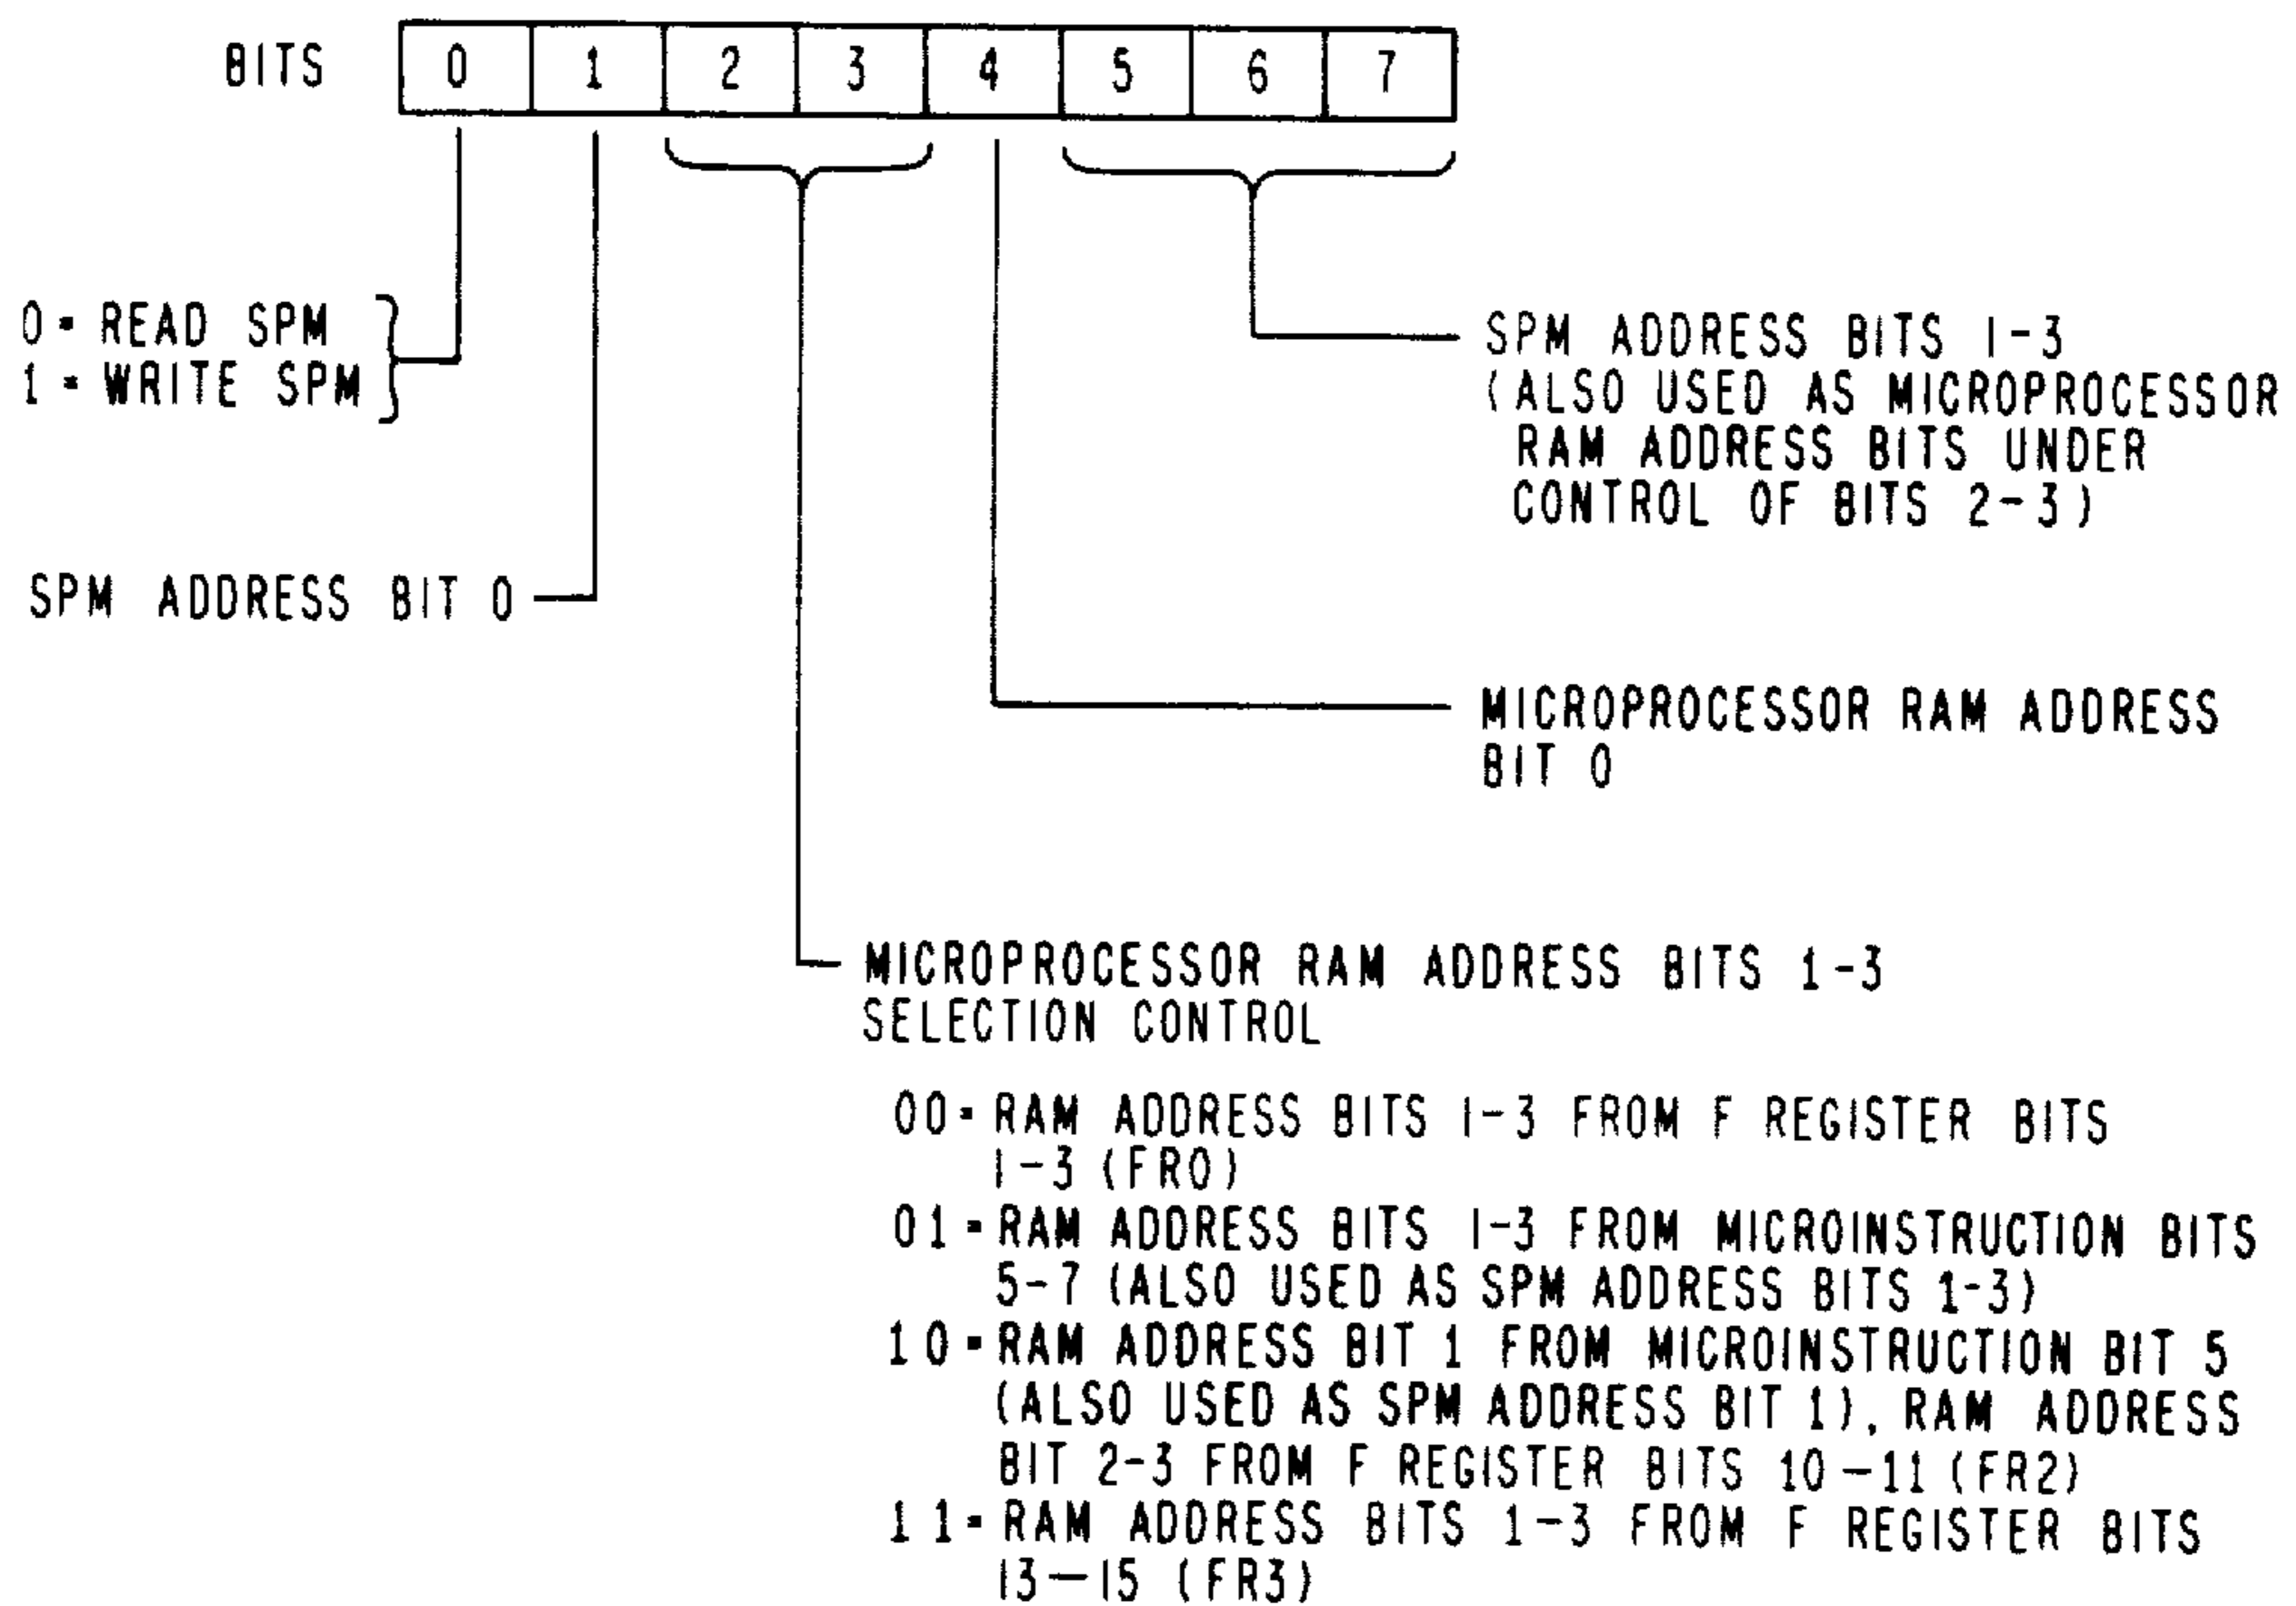 BITS 0 1 2 3 4 5 6 7
0 = READ SPM
1 = WRITE SPM
SPM ADDRESS BITS 1-3
(ALSO USED AS MICROPROCESSOR
RAM ADDRESS BITS UNDER
CONTROL OF BITS 2-3)
SPM ADDRESS BIT 0
MICROPROCESSOR RAM ADDRESS
BIT 0
MICROPROCESSOR RAM ADDRESS BITS 1-3
SELECTION CONTROL
00 = RAM ADDRESS BITS 1-3 FROM F REGISTER BITS
1-3 (FR0)
01 = RAM ADDRESS BITS 1-3 FROM MICROINSTRUCTION BITS
5-7 (ALSO USED AS SPM ADDRESS BITS 1-3)
10 = RAM ADDRESS BIT 1 FROM MICROINSTRUCTION BIT 5
(ALSO USED AS SPM ADDRESS BIT 1), RAM ADDRESS
BIT 2-3 FROM F REGISTER BITS 10-11 (FR2)
11 = RAM ADDRESS BITS 1-3 FROM F REGISTER BITS
13-15 (FR3)